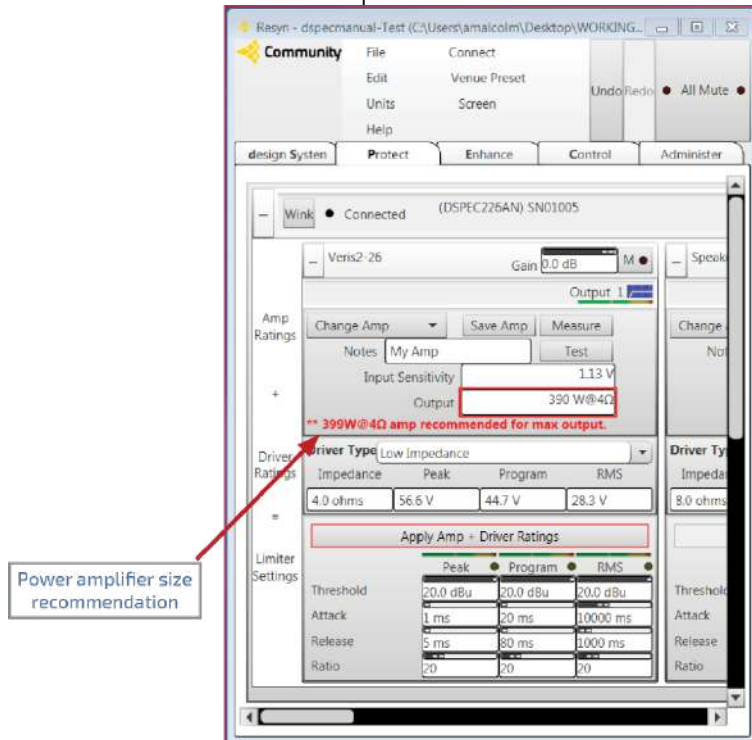 Resyn - dspecmanual-Test (C:\Users\amalcolm\Desktop\WORKING...
Community
File
Connect
Edit
Venue Preset
Undo
Redo
All Mute
Units
Screen
Help
design System
Protect
Enhance
Control
Administer
Wink
Connected
(DSPEC226AN) SN01005
Veris2-26
Gain 0.0 dB
M
Speak
Output 1
Amp Ratings
Change Amp
Save Amp
Measure
Change
Notes My Amp
Test
Not
Input Sensitivity 1.13 V
+
Output 390 W@4Ω
** 399W@4Ω amp recommended for max output.
Driver Ratings
Driver Type Low Impedance
Driver Ty
Impedance Peak Program RMS
Impeda
4.0 ohms 56.6 V 44.7 V 28.3 V
8.0 ohms
=
Apply Amp + Driver Ratings
Limiter Settings
Peak Program RMS
Threshold 20.0 dBu 20.0 dBu 20.0 dBu
Threshold
Attack 1 ms 20 ms 10000 ms
Attack
Release 5 ms 80 ms 1000 ms
Release
Ratio 20 20 20
Ratio
Power amplifier size
recommendation